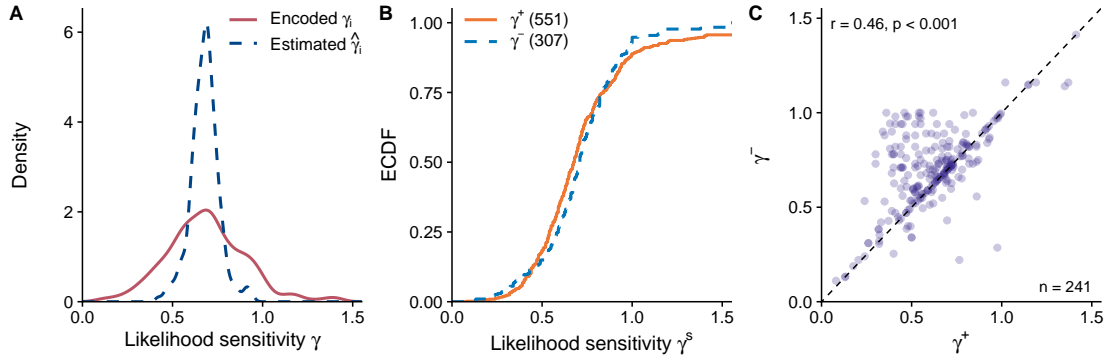 A
Encoded γi
Estimated γ̂i
Density
6
4
2
0
0.0 0.5 1.0 1.5
Likelihood sensitivity γ
B
γ+ (551)
γ− (307)
ECDF
1.00
0.75
0.50
0.25
0.00
0.0 0.5 1.0 1.5
Likelihood sensitivity γs
C
r = 0.46, p < 0.001
γ−
1.5
1.0
0.5
0.0
n = 241
0.0 0.5 1.0 1.5
γ+